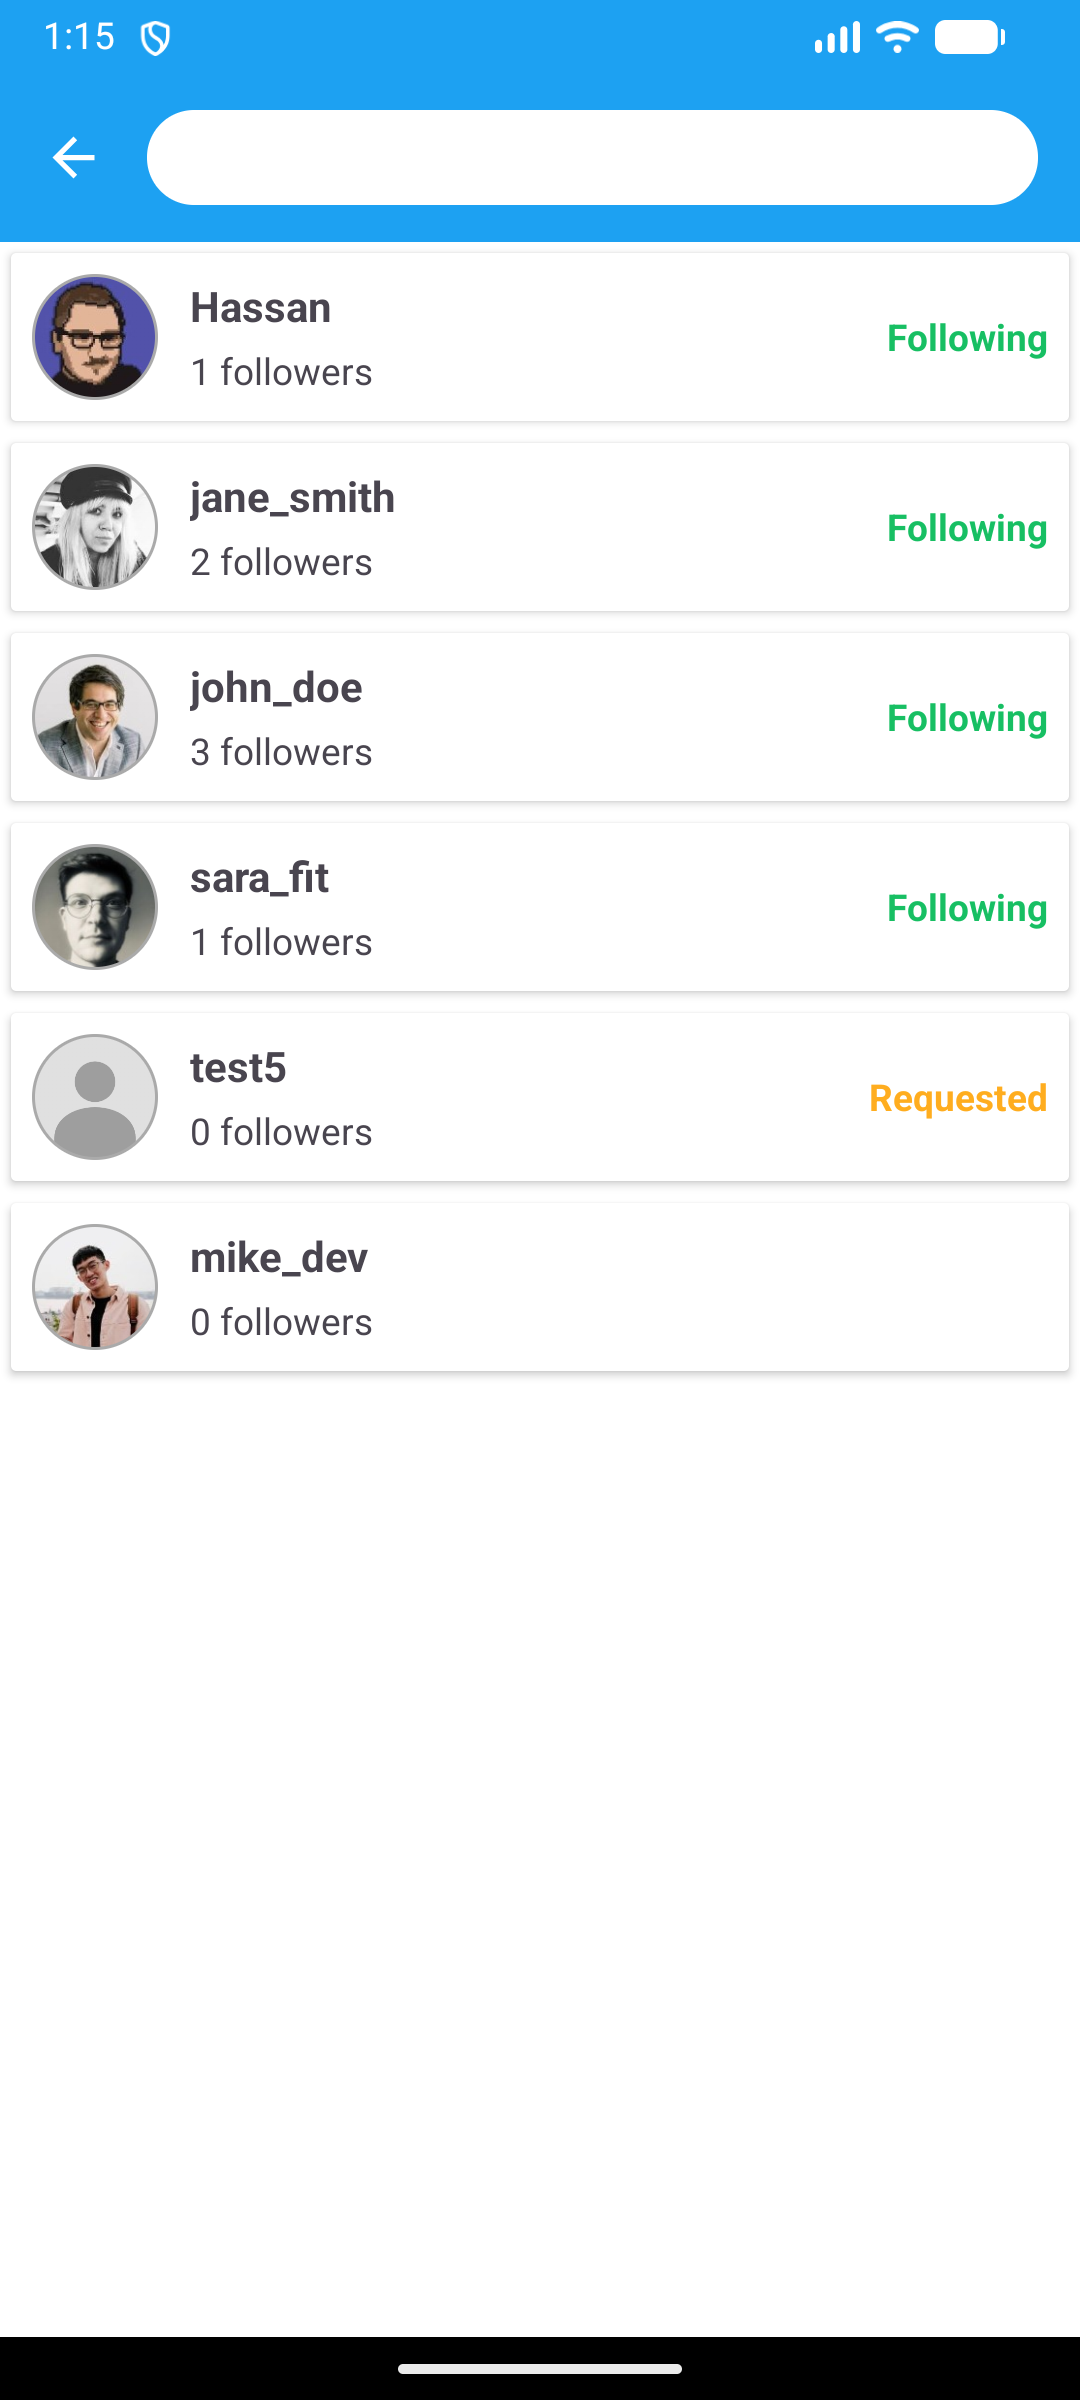 1:15
Hassan
1 followers
Following
jane_smith
2 followers
Following
john_doe
3 followers
Following
sara_fit
1 followers
Following
test5
0 followers
Requested
mike_dev
0 followers